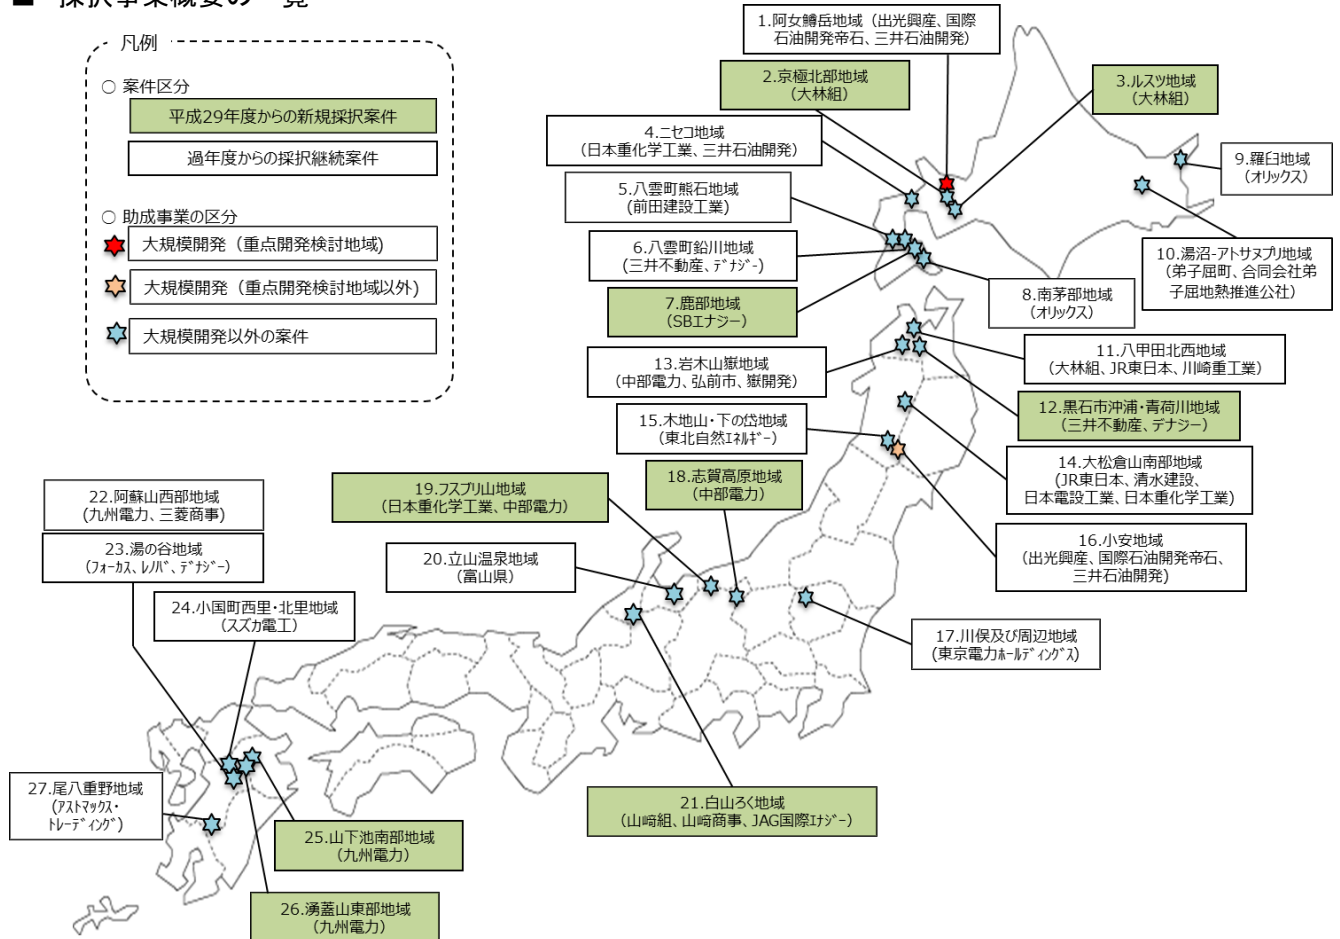 ■ 採択事業概要の一覧
凡例
○ 案件区分
平成29年度からの新規採択案件
過年度からの採択継続案件
○ 助成事業の区分
大規模開発（重点開発検討地域)
大規模開発（重点開発検討地域以外）
大規模開発以外の案件
1.阿女鱒岳地域（出光興産、国際
石油開発帝石、三井石油開発）
2.京極北部地域
（大林組）
3.ルスツ地域
（大林組）
4.ニセコ地域
（日本重化学工業、三井石油開発）
5.八雲町熊石地域
（前田建設工業）
6.八雲町鉛川地域
（三井不動産、ﾃﾞﾅｼﾞｰ）
7.鹿部地域
（SBエナジー）
8.南茅部地域
（オリックス）
9.羅臼地域
（オリックス）
10.湯沼-アトサヌプリ地域
（弟子屈町、合同会社弟
子屈地熱推進公社）
11.八甲田北西地域
（大林組、JR東日本、川崎重工業）
12.黒石市沖浦・青荷川地域
（三井不動産、デナジー）
13.岩木山嶽地域
（中部電力、弘前市、嶽開発）
14.大松倉山南部地域
（JR東日本、清水建設、
日本電設工業、日本重化学工業）
15.木地山・下の岱地域
（東北自然ｴﾈﾙｷﾞｰ）
16.小安地域
（出光興産、国際石油開発帝石、
三井石油開発）
17.川俣及び周辺地域
（東京電力ﾎｰﾙﾃﾞｨﾝｸﾞｽ）
18.志賀高原地域
（中部電力）
19.フスブリ山地域
（日本重化学工業、中部電力）
20.立山温泉地域
（富山県）
21.白山ろく地域
（山﨑組、山﨑商事、JAG国際ｴﾅｼﾞｰ）
22.阿蘇山西部地域
（九州電力、三菱商事）
23.湯の谷地域
（ﾌｫｰｶｽ、ﾚﾉﾊﾞ、ﾃﾞﾅｼﾞｰ）
24.小国町西里・北里地域
（スズカ電工）
25.山下池南部地域
（九州電力）
26.湧蓋山東部地域
（九州電力）
27.尾八重野地域
（ｱｽﾄﾏｯｸｽ・
ﾄﾚｰﾃﾞｨﾝｸﾞ）